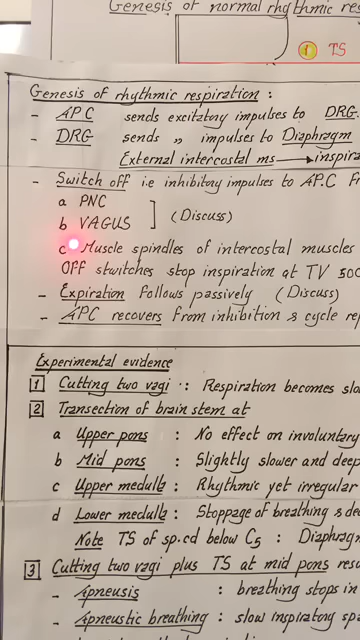 Genesis of normal rhythmic res
1 TS
Genesis of rhythmic respiration :
- APC sends excitatory impulses to DRG.
- DRG sends „ impulses to Diaphragm
External intercostal ms → inspira
- Switch off i.e inhibitory impulses to APC Fr
a PNC
b VAGUS ] (Discuss)
c Muscle spindles of intercostal muscles
OFF stwitches stop inspiration at TV 500
- Expiration follows passively (Discuss)
- APC recovers from inhibition & cycle rep
Experimental evidence
1 Cutting two vagi : Respiration becomes slo
2 Transection of brain stem at
a Upper pons : No effect on involuntary
b Mid pons : Slightly slower and deep
c Upper medulla : Rhythmic yet irregular
d Lower medulla : Stoppage of breathing & de
Note TS of sp.cd below C5 : Diaphragm
3 Cutting two vagi plus TS at mid pons resu
- Apneusis : breathing stops in
- Apneustic breathing : slow inspiratory sp